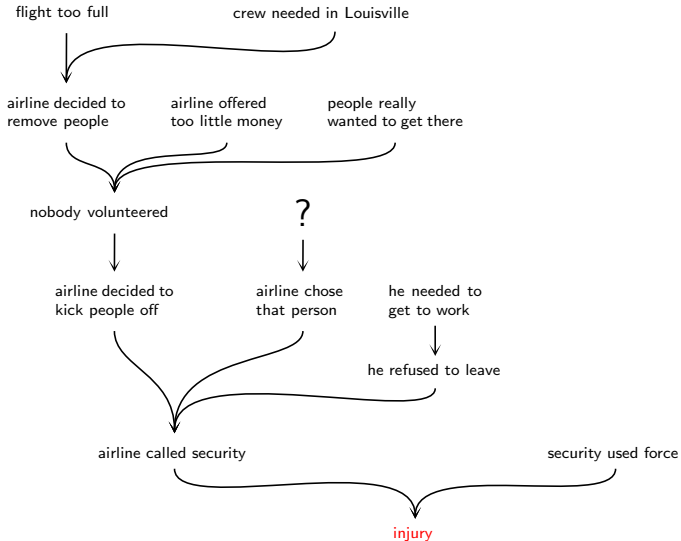 flight too full
crew needed in Louisville
airline decided to
remove people
airline offered
too little money
people really
wanted to get there
nobody volunteered
?
airline decided to
kick people off
airline chose
that person
he needed to
get to work
he refused to leave
airline called security
security used force
injury